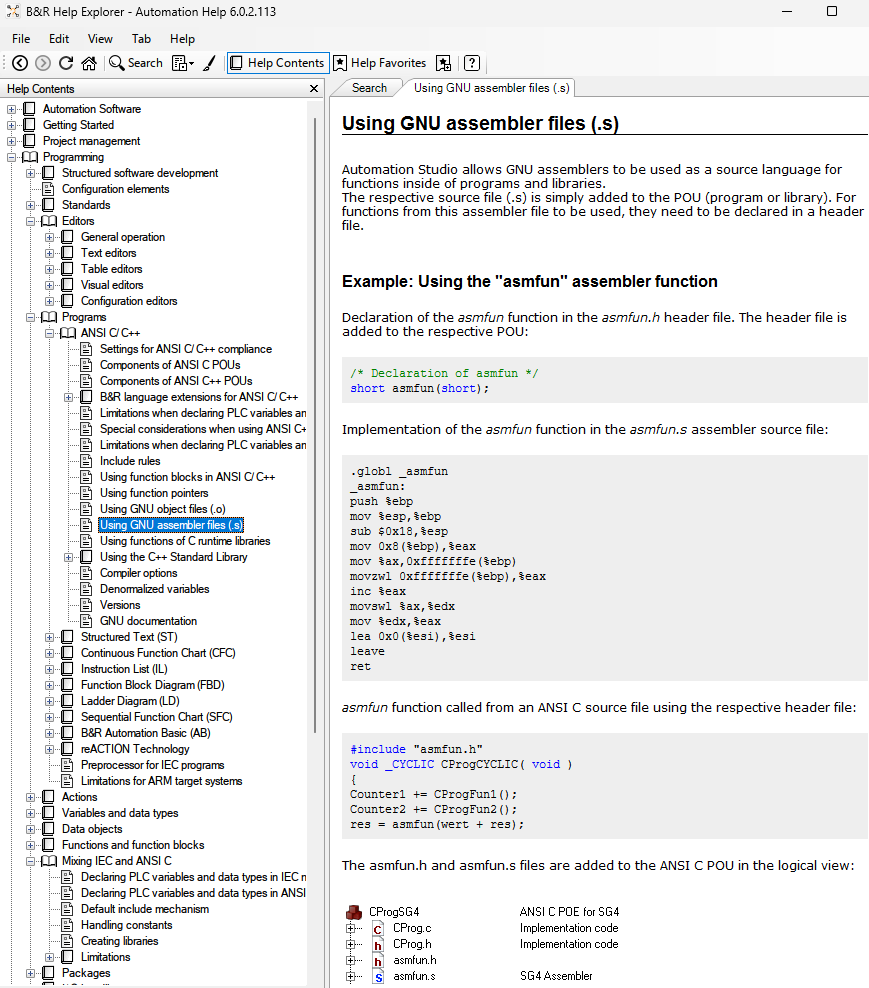 B&R Help Explorer - Automation Help 6.0.2.113
File Edit View Tab Help
Search Help Contents Help Favorites
Help Contents
Automation Software
Getting Started
Project management
Programming
Structured software development
Configuration elements
Standards
Editors
General operation
Text editors
Table editors
Visual editors
Configuration editors
Programs
ANSI C/ C++
Settings for ANSI C/ C++ compliance
Components of ANSI C POUs
Components of ANSI C++ POUs
B&R language extensions for ANSI C/ C++
Limitations when declaring PLC variables an
Special considerations when using ANSI C+
Limitations when declaring PLC variables an
Include rules
Using function blocks in ANSI C/ C++
Using function pointers
Using GNU object files (.o)
Using GNU assembler files (.s)
Using functions of C runtime libraries
Using the C++ Standard Library
Compiler options
Denormalized variables
Versions
GNU documentation
Structured Text (ST)
Continuous Function Chart (CFC)
Instruction List (IL)
Function Block Diagram (FBD)
Ladder Diagram (LD)
Sequential Function Chart (SFC)
B&R Automation Basic (AB)
reACTION Technology
Preprocessor for IEC programs
Limitations for ARM target systems
Actions
Variables and data types
Data objects
Functions and function blocks
Mixing IEC and ANSI C
Declaring PLC variables and data types in IEC n
Declaring PLC variables and data types in ANSI
Default include mechanism
Handling constants
Creating libraries
Limitations
Packages
Search
Using GNU assembler files (.s)
Using GNU assembler files (.s)
Automation Studio allows GNU assemblers to be used as a source language for
functions inside of programs and libraries.
The respective source file (.s) is simply added to the POU (program or library). For
functions from this assembler file to be used, they need to be declared in a header
file.
Example: Using the "asmfun" assembler function
Declaration of the asmfun function in the asmfun.h header file. The header file is
added to the respective POU:
/* Declaration of asmfun */
short asmfun(short);
Implementation of the asmfun function in the asmfun.s assembler source file:
.globl _asmfun
_asmfun:
push %ebp
mov %esp,%ebp
sub $0x18,%esp
mov 0x8(%ebp),%eax
mov %ax,0xfffffffe(%ebp)
movzwl 0xfffffffe(%ebp),%eax
inc %eax
movswl %ax,%edx
mov %edx,%eax
lea 0x0(%esi),%esi
leave
ret
asmfun function called from an ANSI C source file using the respective header file:
#include "asmfun.h"
void _CYCLIC CProgCYCLIC( void )
{
Counter1 += CProgFun1();
Counter2 += CProgFun2();
res = asmfun(wert + res);
The asmfun.h and asmfun.s files are added to the ANSI C POU in the logical view:
CProgSG4 ANSI C POE for SG4
CProg.c Implementation code
CProg.h Implementation code
asmfun.h
asmfun.s SG4 Assembler